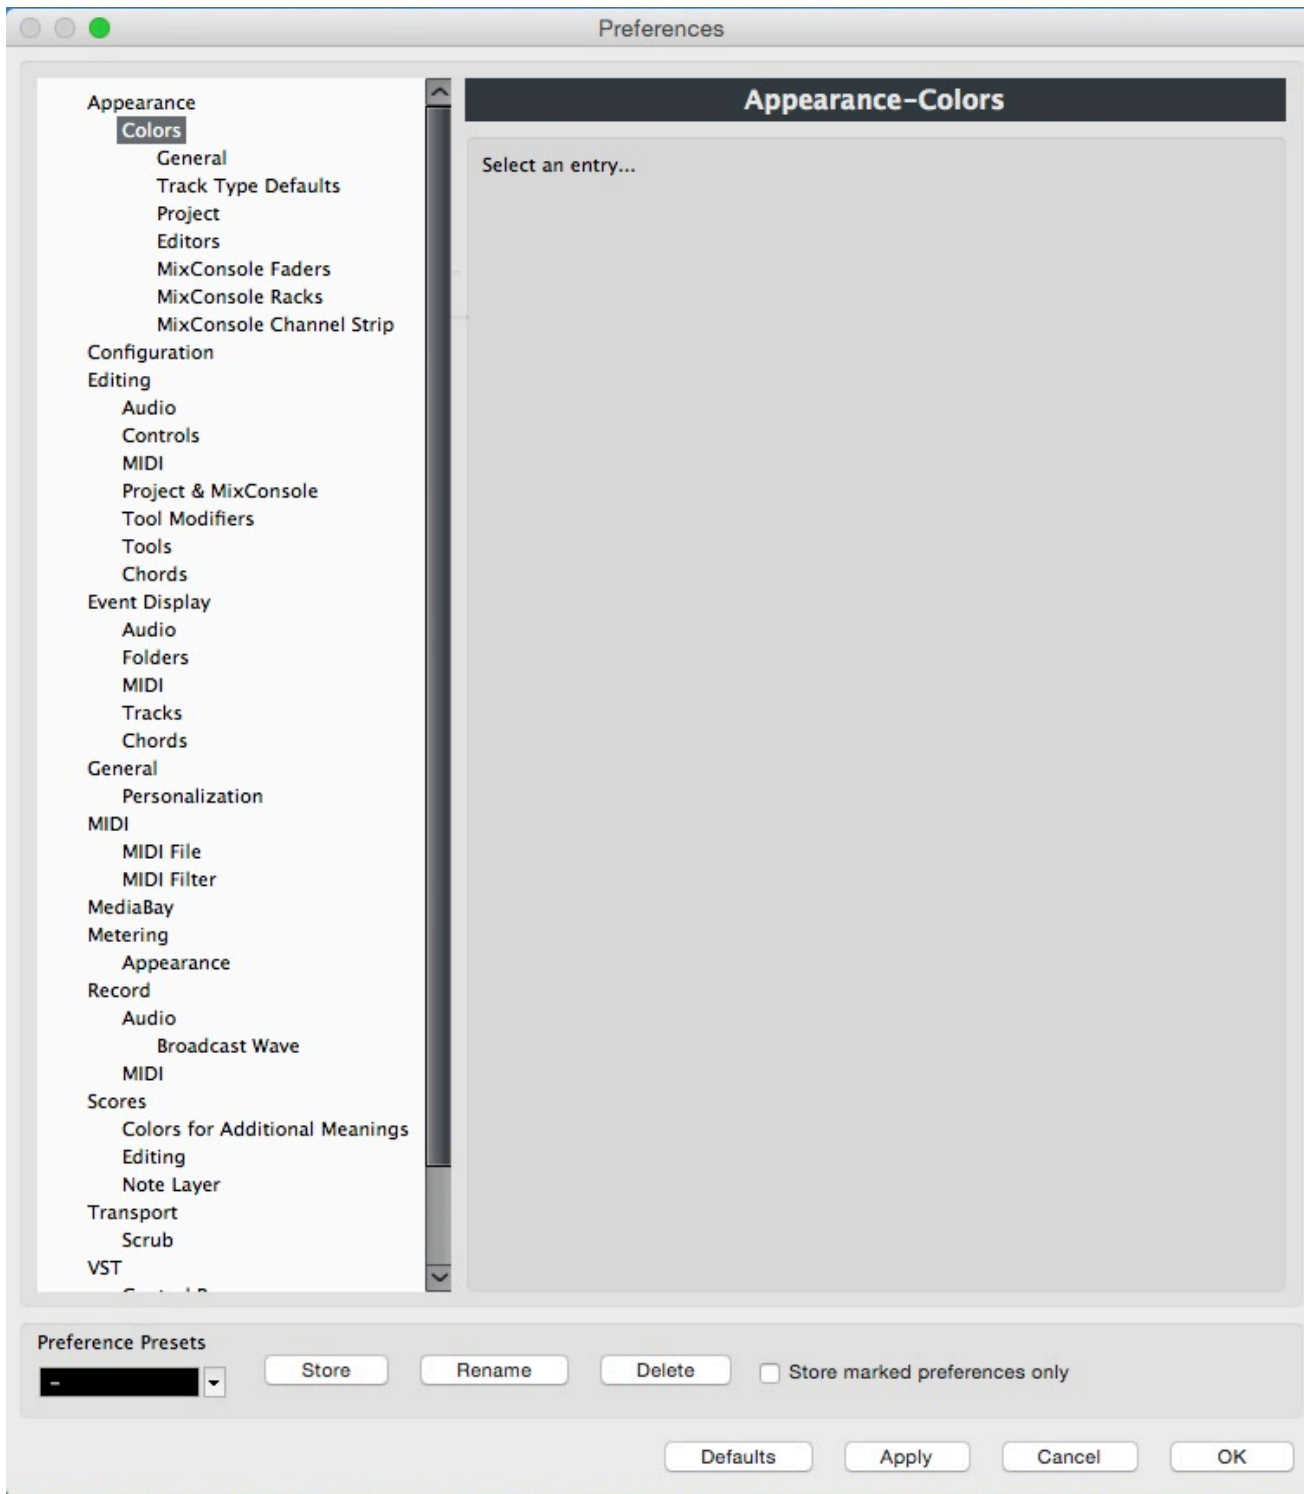 Preferences
Appearance
Colors
General
Track Type Defaults
Project
Editors
MixConsole Faders
MixConsole Racks
MixConsole Channel Strip
Configuration
Editing
Audio
Controls
MIDI
Project & MixConsole
Tool Modifiers
Tools
Chords
Event Display
Audio
Folders
MIDI
Tracks
Chords
General
Personalization
MIDI
MIDI File
MIDI Filter
MediaBay
Metering
Appearance
Record
Audio
Broadcast Wave
MIDI
Scores
Colors for Additional Meanings
Editing
Note Layer
Transport
Scrub
VST
Appearance-Colors
Select an entry...
Preference Presets
–
Store
Rename
Delete
Store marked preferences only
Defaults
Apply
Cancel
OK